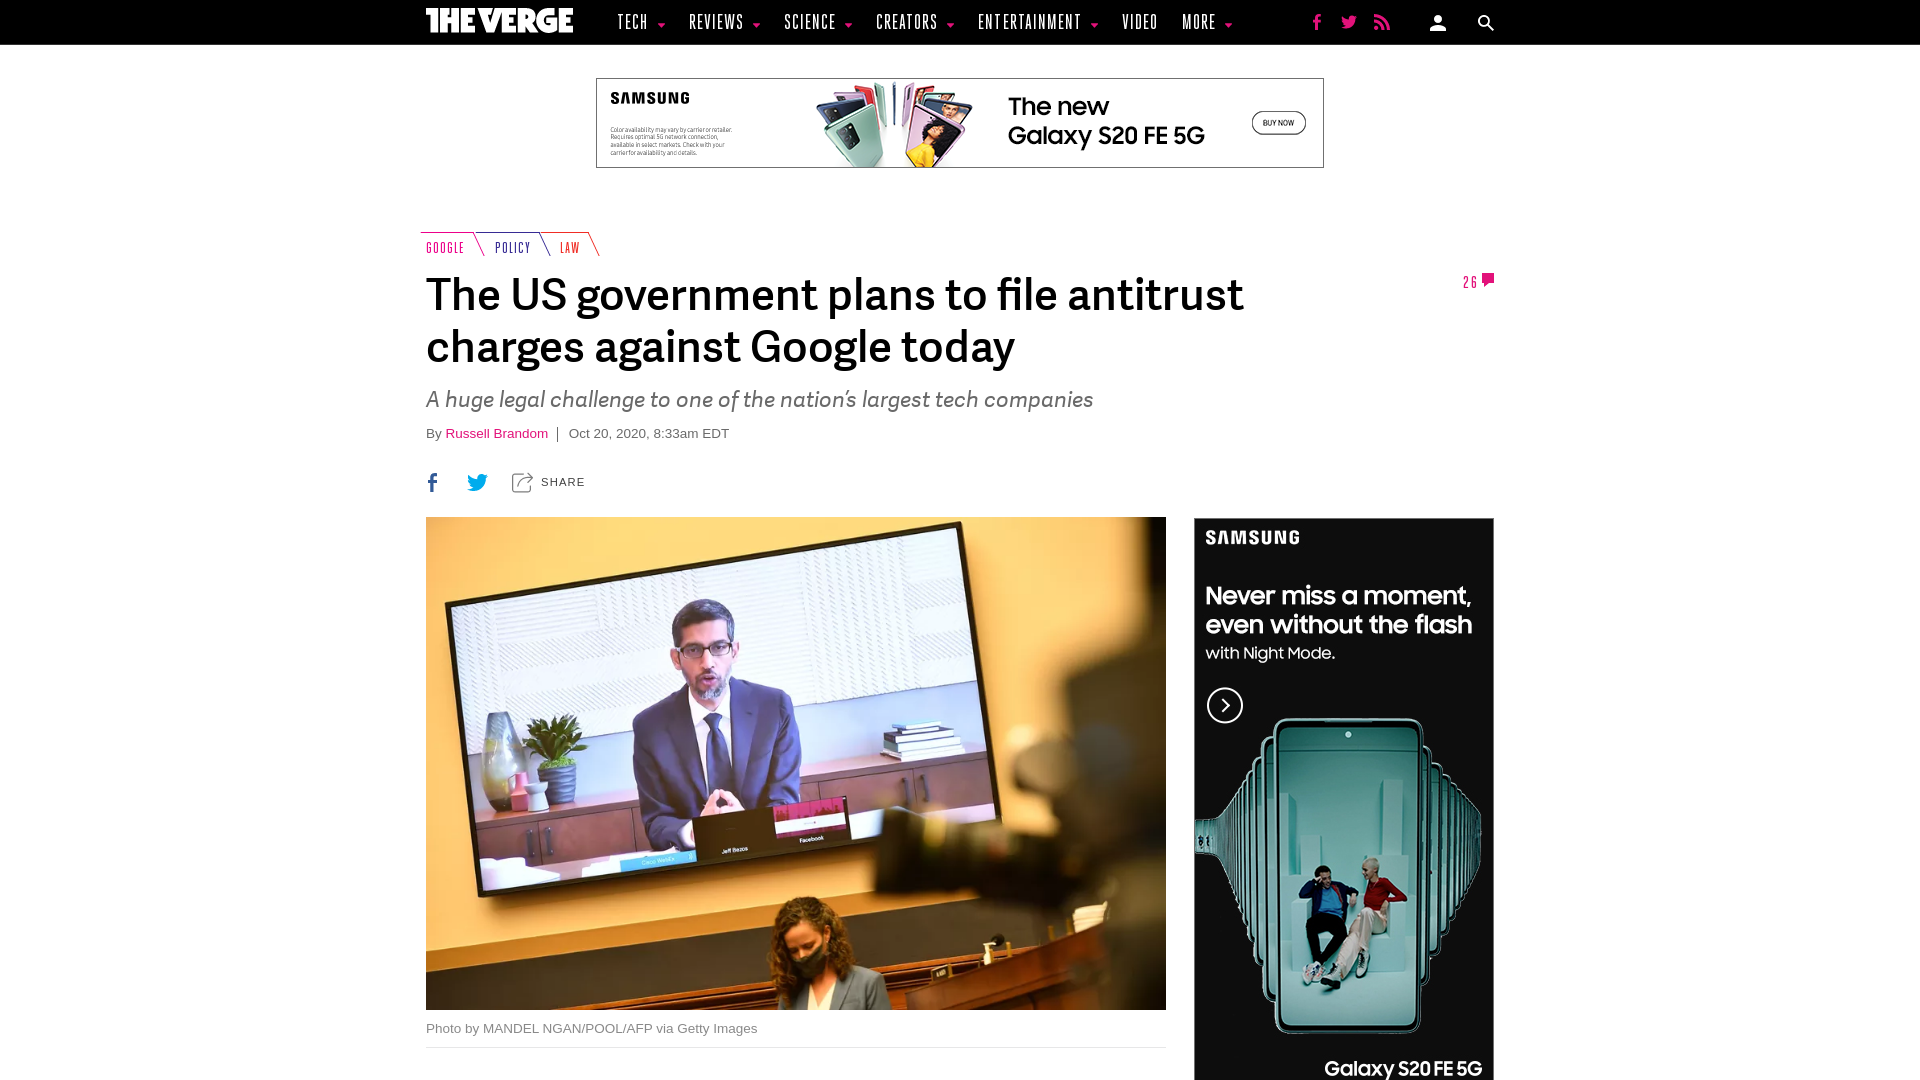 THE VERGE
TECH
REVIEWS
SCIENCE
CREATORS
ENTERTAINMENT
VIDEO
MORE
SAMSUNG
Color availability may vary by carrier or retailer.
Requires optimal 5G network connection,
available in select markets. Check with your
carrier for availability and details.
The new
Galaxy S20 FE 5G
BUY NOW
GOOGLE
POLICY
LAW
The US government plans to file antitrust
charges against Google today
26
A huge legal challenge to one of the nation's largest tech companies
By Russell Brandom
Oct 20, 2020, 8:33am EDT
SHARE
Cisco Webex
Jeff Bezos
Facebook
Photo by MANDEL NGAN/POOL/AFP via Getty Images
SAMSUNG
Never miss a moment,
even without the flash
with Night Mode.
Galaxy S20 FE 5G